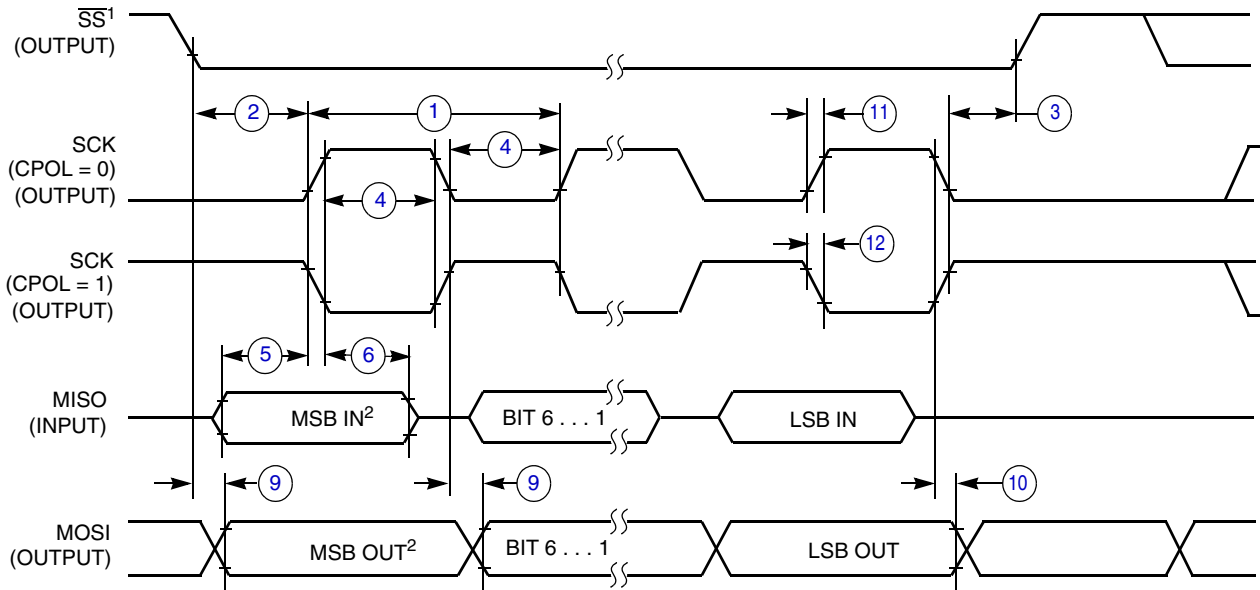 SS¹
(OUTPUT)
2
1
11
3
SCK
(CPOL = 0)
(OUTPUT)
4
4
12
SCK
(CPOL = 1)
(OUTPUT)
5
6
MISO
(INPUT)
MSB IN²
BIT 6 . . . 1
LSB IN
9
9
10
MOSI
(OUTPUT)
MSB OUT²
BIT 6 . . . 1
LSB OUT